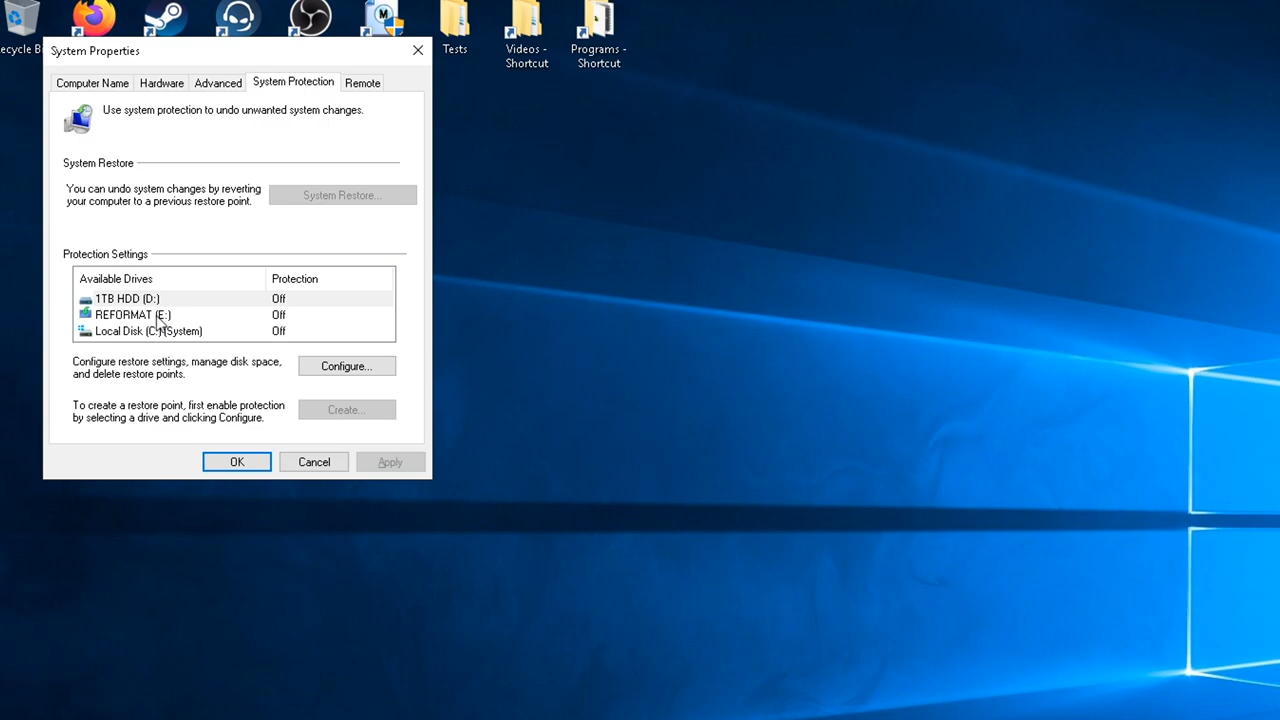 ecycle B
Tests
Videos -
Shortcut
Programs -
Shortcut
System Properties
Computer Name
Hardware
Advanced
System Protection
Remote
Use system protection to undo unwanted system changes.
System Restore
You can undo system changes by reverting
your computer to a previous restore point.
System Restore...
Protection Settings
Available Drives Protection
1TB HDD (D:) Off
REFORMAT (E:) Off
Local Disk (C:) (System) Off
Configure restore settings, manage disk space,
and delete restore points.
Configure...
To create a restore point, first enable protection
by selecting a drive and clicking Configure.
Create...
OK
Cancel
Apply
M